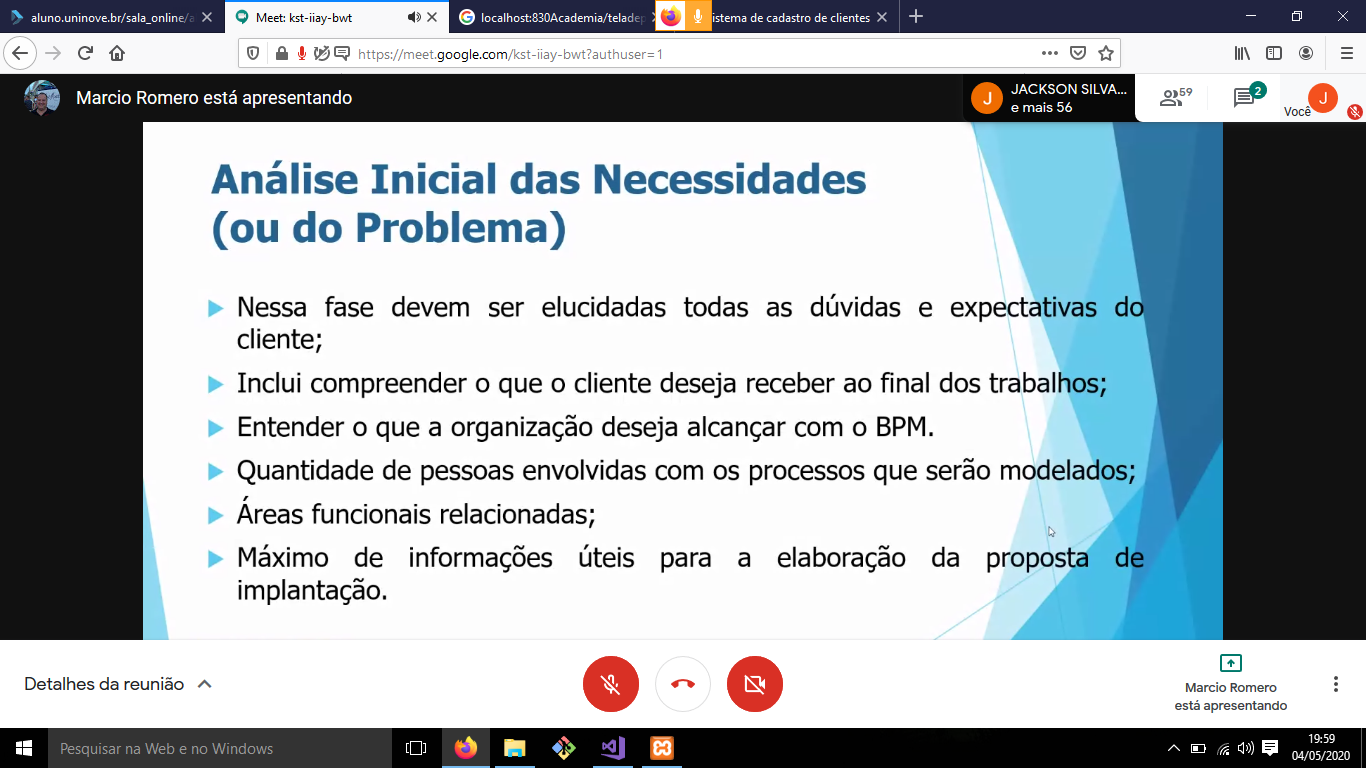 aluno.uninove.br/sala_online/a
Meet: kst-iiay-bwt
localhost:830Academia/telade
istema de cadastro de clientes
https://meet.google.com/kst-iiay-bwt?authuser=1
Marcio Romero está apresentando
JACKSON SILVA...
e mais 56
59
2
Você
J
J
Análise Inicial das Necessidades
(ou do Problema)
Nessa fase devem ser elucidadas todas as dúvidas e expectativas do
cliente;
Inclui compreender o que o cliente deseja receber ao final dos trabalhos;
Entender o que a organização deseja alcançar com o BPM.
Quantidade de pessoas envolvidas com os processos que serão modelados;
Áreas funcionais relacionadas;
Máximo de informações úteis para a elaboração da proposta de
implantação.
Detalhes da reunião
Marcio Romero
está apresentando
Pesquisar na Web e no Windows
19:59
04/05/2020